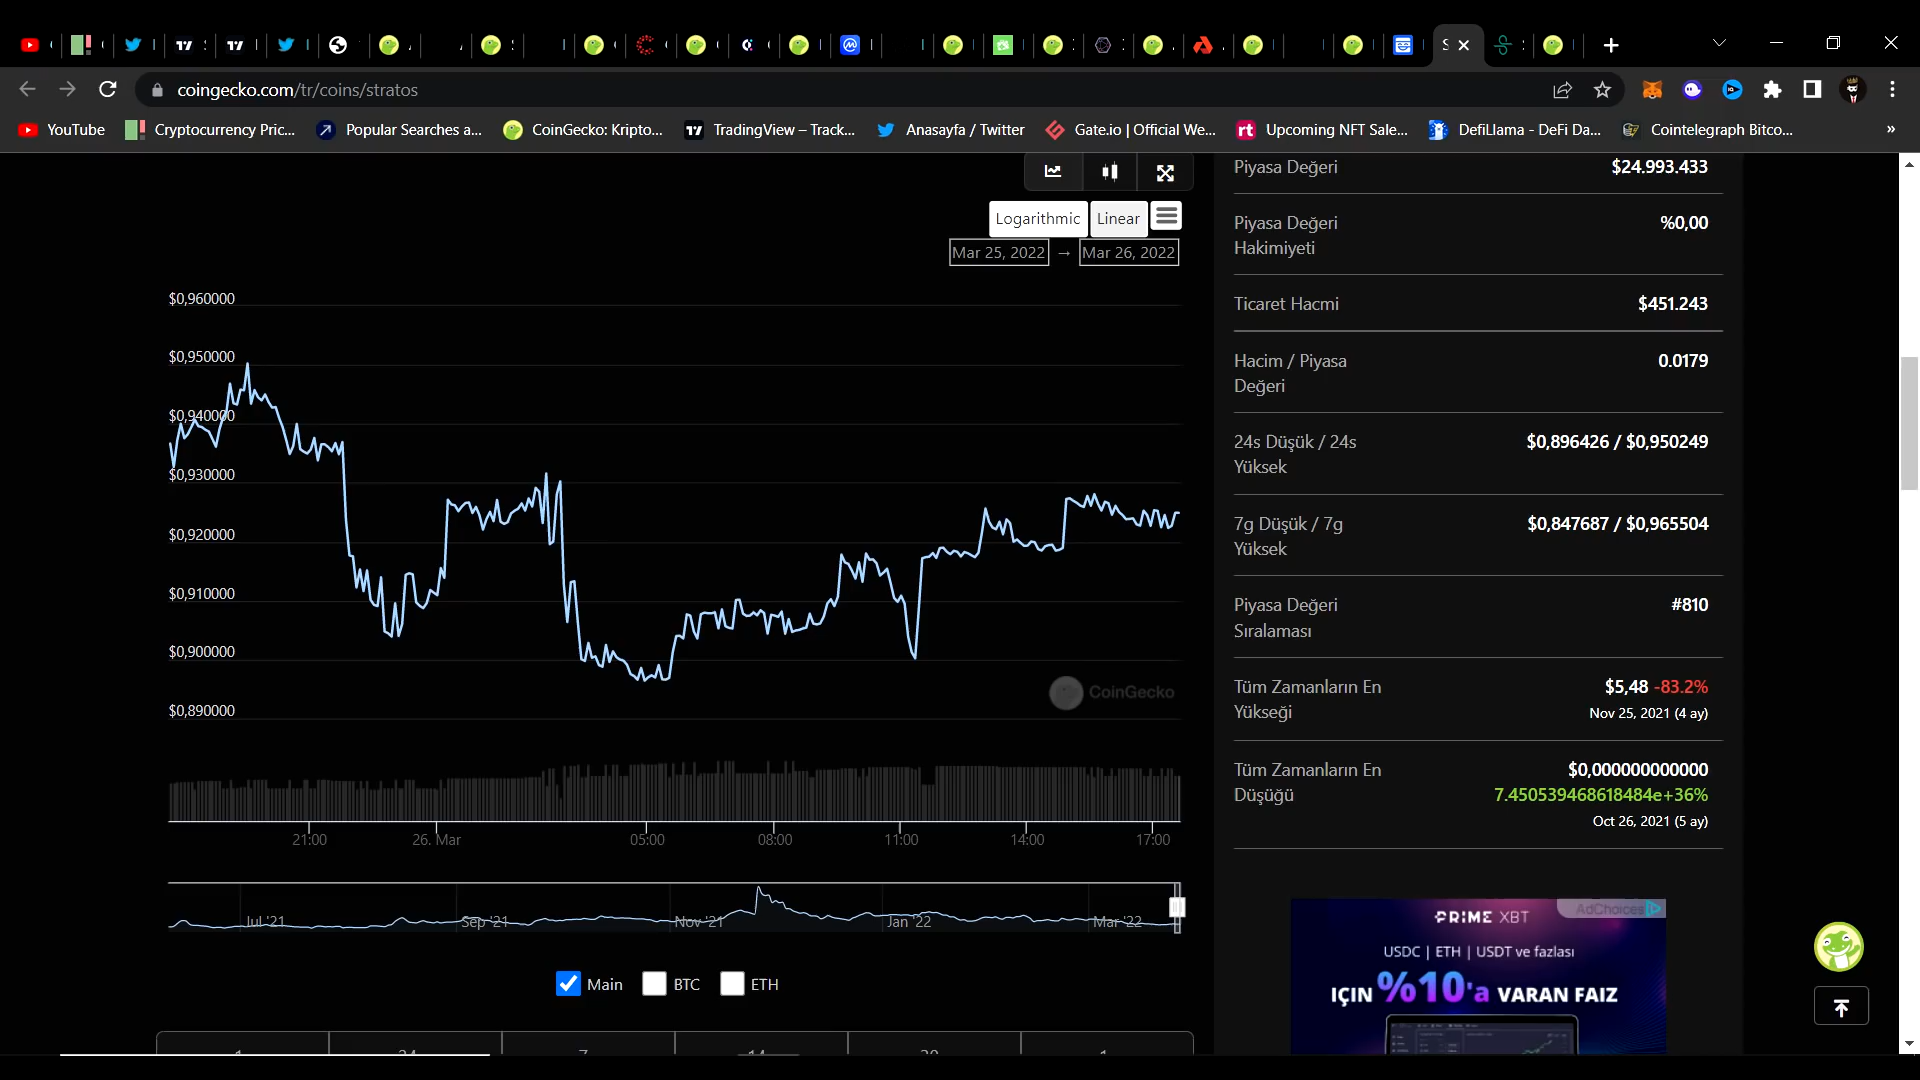 coingecko.com/tr/coins/stratos
YouTube
Cryptocurrency Pric...
Popular Searches a...
CoinGecko: Kripto...
TradingView – Track...
Anasayfa / Twitter
Gate.io | Official We...
Upcoming NFT Sale...
DefiLlama - DeFi Da...
Cointelegraph Bitco...
»
Logarithmic
Linear
Mar 25, 2022 → Mar 26, 2022
$0,960000
$0,950000
$0,940000
$0,930000
$0,920000
$0,910000
$0,900000
$0,890000
CoinGecko
21:00
26. Mar
05:00
08:00
11:00
14:00
17:00
Jul '21
Sep '21
Nov '21
Jan '22
Mar '22
Main
BTC
ETH
Piyasa Değeri
$24.993.433
Piyasa Değeri
Hakimiyeti
%0,00
Ticaret Hacmi
$451.243
Hacim / Piyasa
Değeri
0.0179
24s Düşük / 24s
Yüksek
$0,896426 / $0,950249
7g Düşük / 7g
Yüksek
$0,847687 / $0,965504
Piyasa Değeri
Sıralaması
#810
Tüm Zamanların En
Yükseği
$5,48 -83.2%
Nov 25, 2021 (4 ay)
Tüm Zamanların En
Düşüğü
$0,000000000000
7.450539468618484e+36%
Oct 26, 2021 (5 ay)
PRIME XBT
AdChoices
USDC | ETH | USDT ve fazlası
IÇIN %10'a VARAN FAIZ